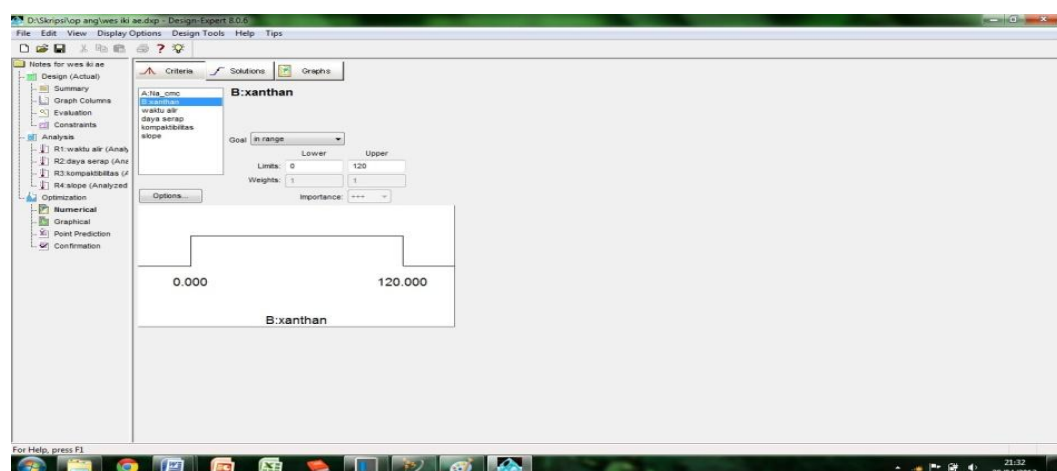 D:\Skripsi\op ang\wes iki ae.dxp - Design-Expert 8.0.6
File Edit View Display Options Design Tools Help Tips
Notes for wes iki ae
Design (Actual)
Summary
Graph Columns
Evaluation
Constraints
Analysis
R1:waktu alir (Analy
R2:daya serap (Ana
R3:kompaktibilitas (A
R4:slope (Analyzed
Optimization
Numerical
Graphical
Point Prediction
Confirmation
Criteria Solutions Graphs
A:Na_cmc
B:xanthan
waktu alir
daya serap
kompaktibilitas
slope
B:xanthan
Goal in range
Lower Upper
Limits: 0 120
Weights: 1 1
Options... Importance: +++
0.000 120.000
B:xanthan
For Help, press F1
21:32